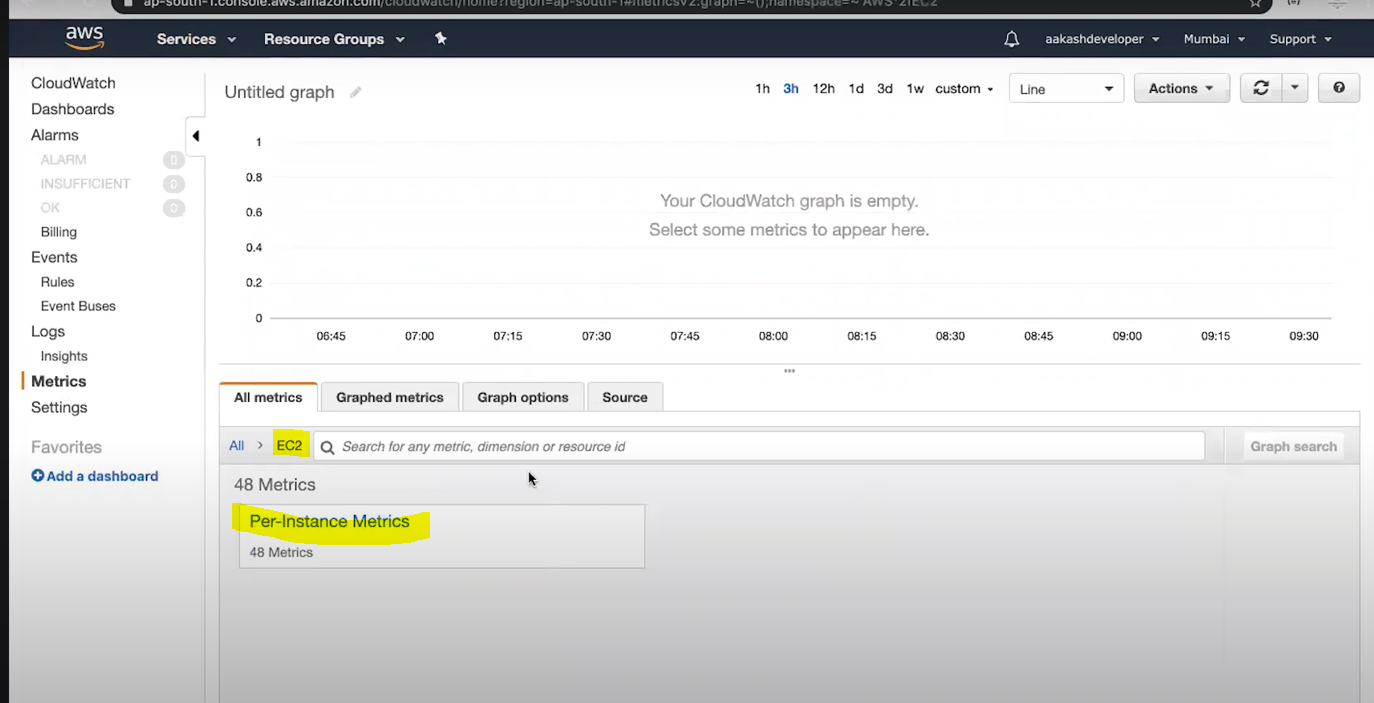 ap-south-1.console.aws.amazon.com/cloudwatch/home?region=ap-south-1#metricsV2:graph=~();namespace=~'AWS*2fEC2
aws Services Resource Groups aakashdeveloper Mumbai Support
CloudWatch
Dashboards
Alarms
ALARM 0
INSUFFICIENT 0
OK 0
Billing
Events
Rules
Event Buses
Logs
Insights
Metrics
Settings
Favorites
Add a dashboard
Untitled graph 1h 3h 12h 1d 3d 1w custom Line Actions
1
0.8
0.6
0.4
0.2
0
Your CloudWatch graph is empty.
Select some metrics to appear here.
06:45 07:00 07:15 07:30 07:45 08:00 08:15 08:30 08:45 09:00 09:15 09:30
All metrics Graphed metrics Graph options Source
All > EC2 Search for any metric, dimension or resource id Graph search
48 Metrics
Per-Instance Metrics
48 Metrics